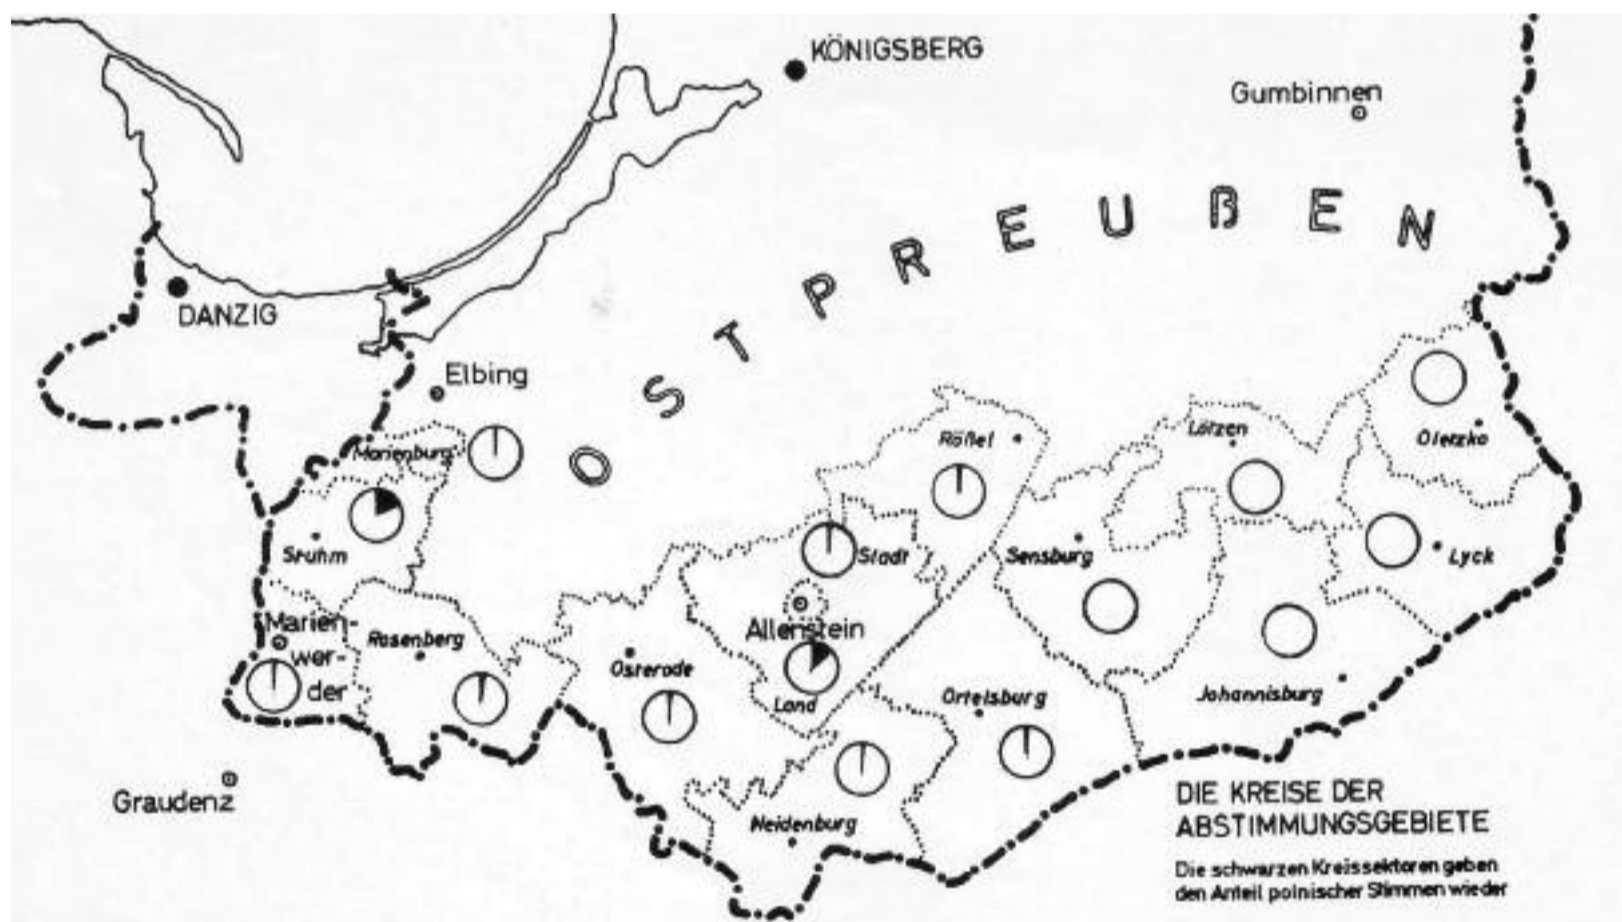 KÖNIGSBERG
Gumbinnen
OSTPREUßEN
DANZIG
Elbing
Marienburg
Rößel
Lötzen
Oletzko
Stuhm
Stadt
Sensburg
Lyck
Marien-
wer-
der
Rosenberg
Allenstein
Osterode
Land
Ortelsburg
Johannisburg
Graudenz
Neidenburg
DIE KREISE DER
ABSTIMMUNGSGEBIETE
Die schwarzen Kreissektoren geben
den Anteil polnischer Stimmen wieder